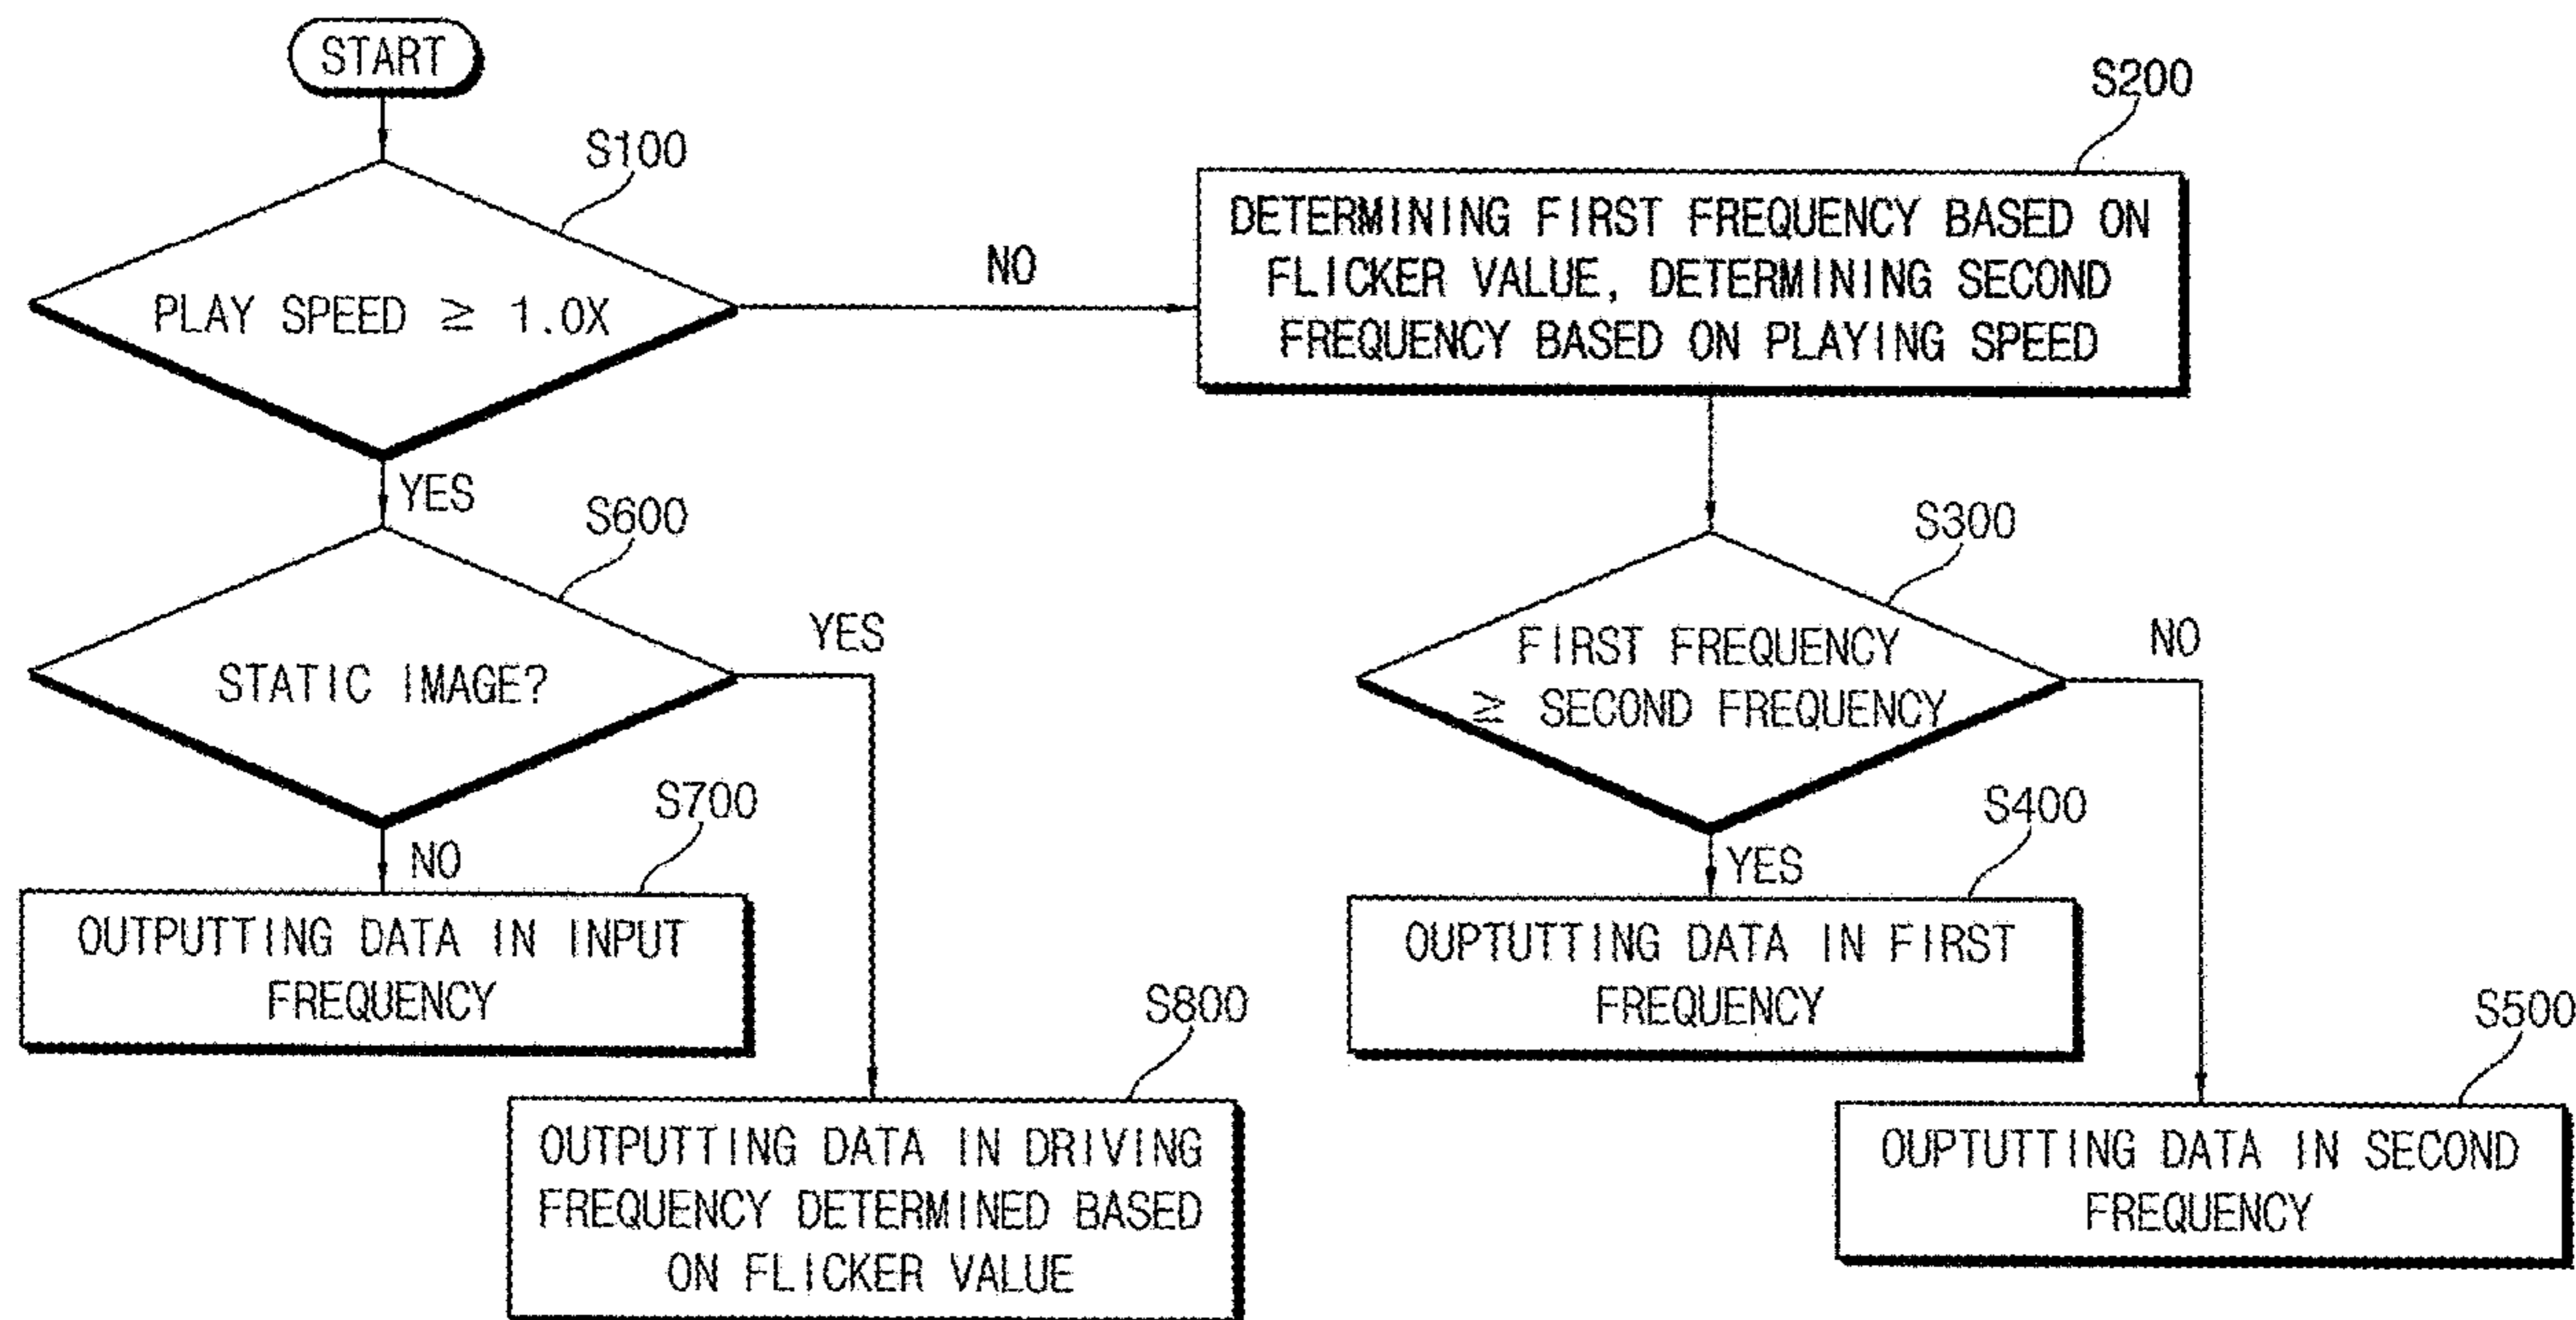 START
S100
PLAY SPEED ≧ 1.0X
NO
YES
S200
DETERMINING FIRST FREQUENCY BASED ON
FLICKER VALUE, DETERMINING SECOND
FREQUENCY BASED ON PLAYING SPEED
S300
FIRST FREQUENCY
≧ SECOND FREQUENCY
NO
YES
S400
OUPTUTTING DATA IN FIRST
FREQUENCY
S500
OUPTUTTING DATA IN SECOND
FREQUENCY
S600
STATIC IMAGE?
YES
NO
S700
OUTPUTTING DATA IN INPUT
FREQUENCY
S800
OUTPUTTING DATA IN DRIVING
FREQUENCY DETERMINED BASED
ON FLICKER VALUE